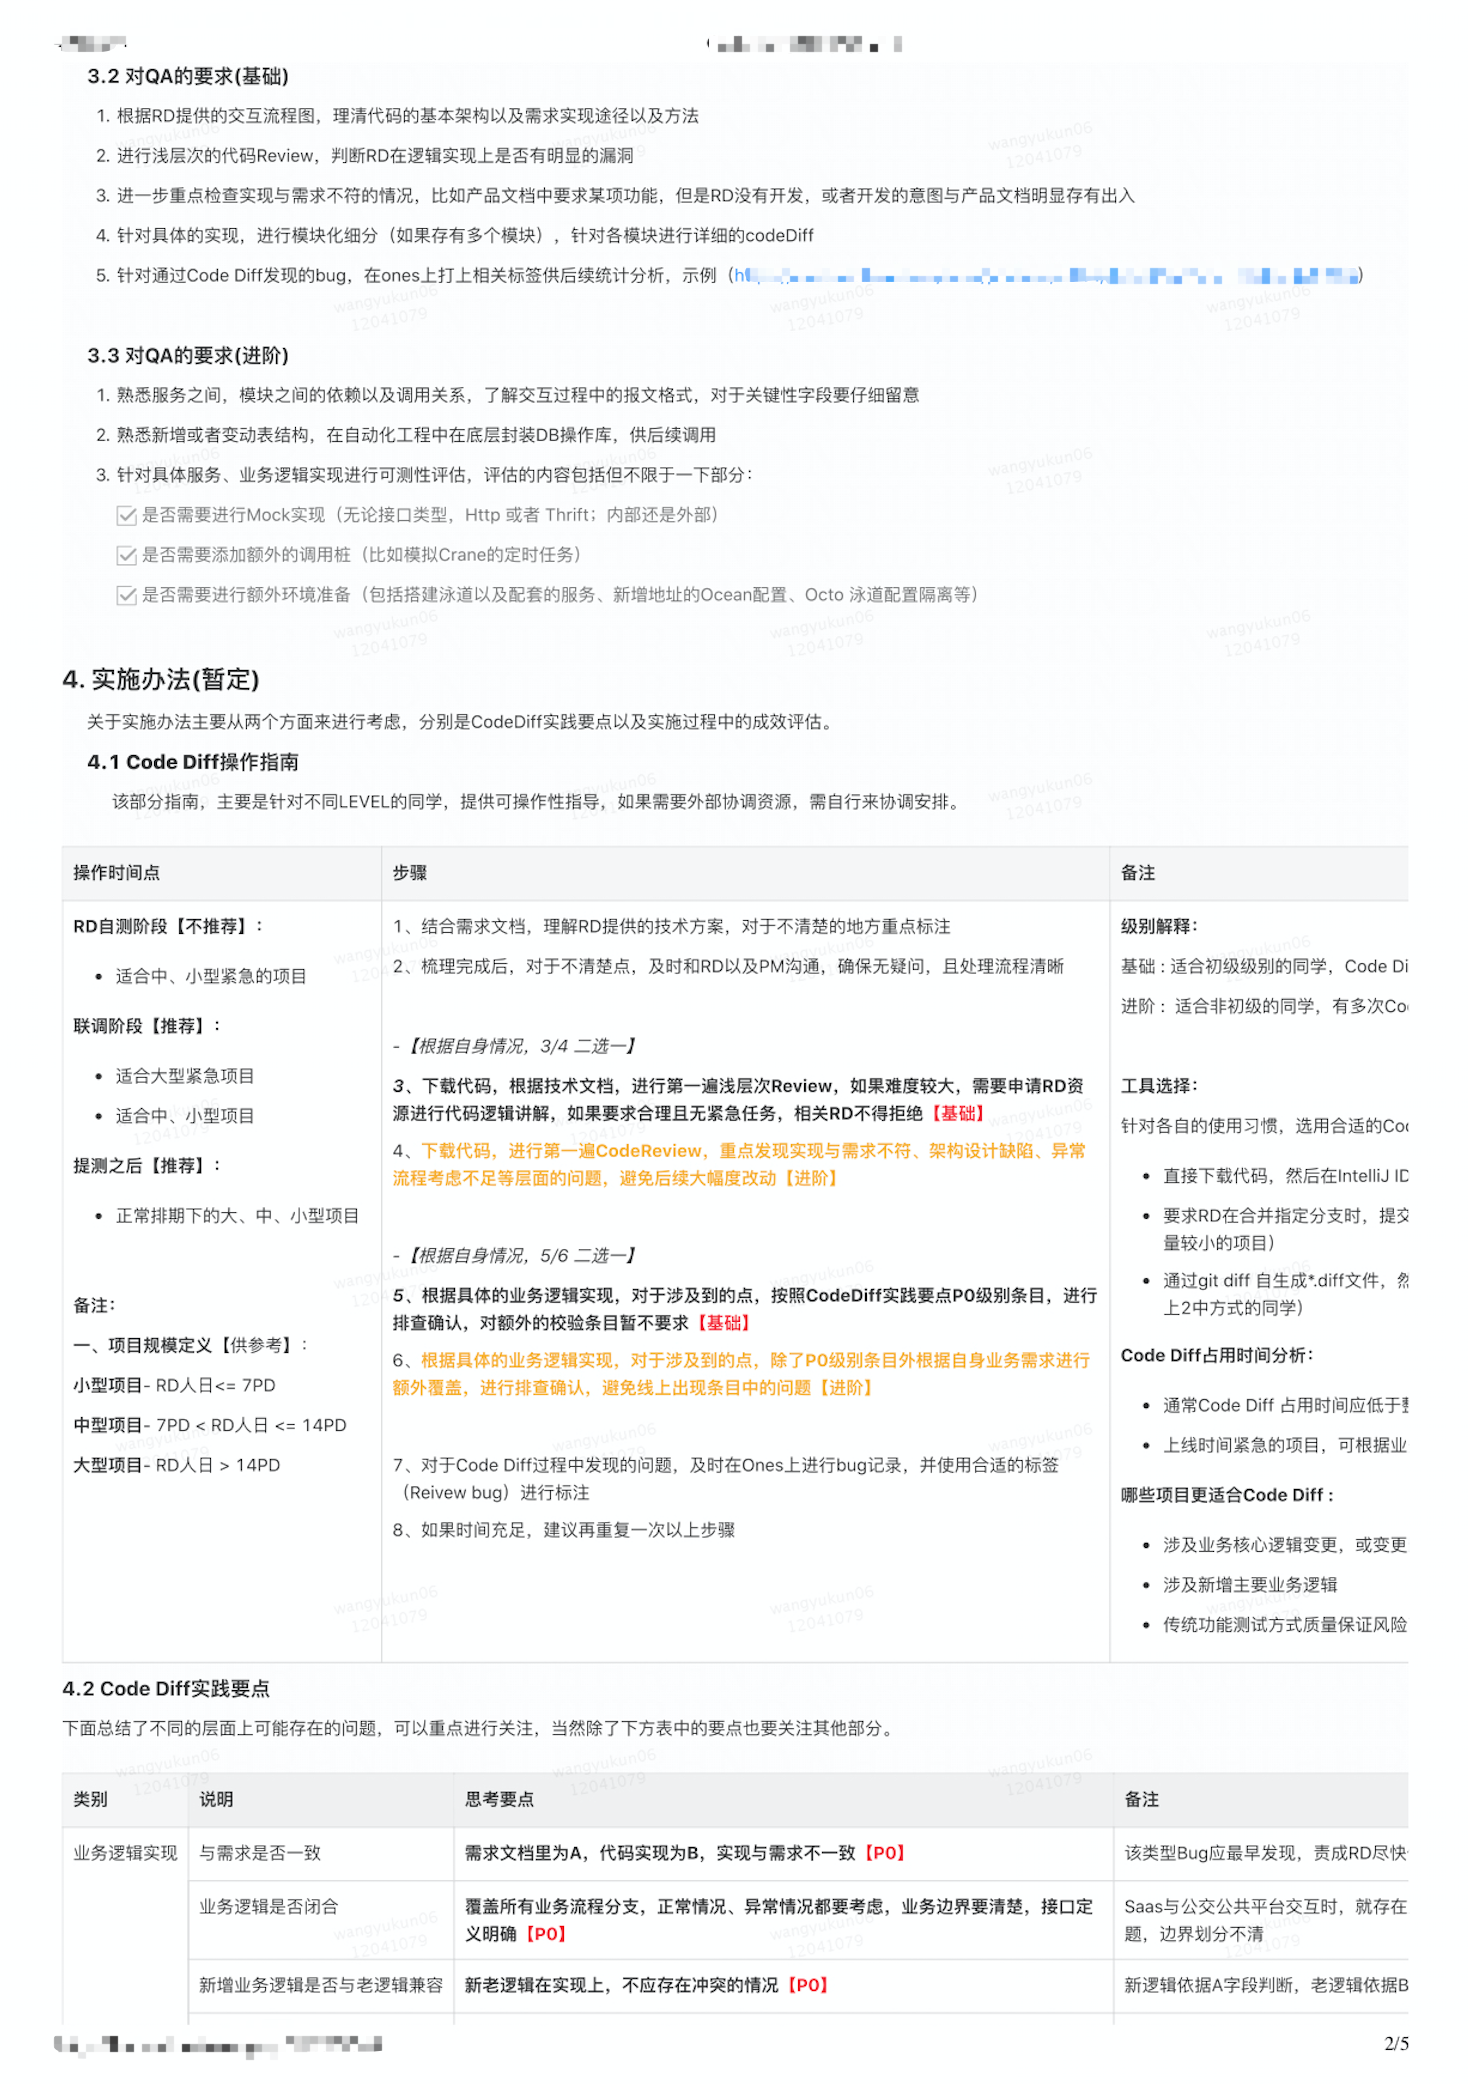 3.2 对QA的要求(基础)
1. 根据RD提供的交互流程图，理清代码的基本架构以及需求实现途径以及方法
2. 进行浅层次的代码Review，判断RD在逻辑实现上是否有明显的漏洞
3. 进一步重点检查实现与需求不符的情况，比如产品文档中要求某项功能，但是RD没有开发，或者开发的意图与产品文档明显存有出入
4. 针对具体的实现，进行模块化细分（如果存有多个模块），针对各模块进行详细的codeDiff
5. 针对通过Code Diff发现的bug，在ones上打上相关标签供后续统计分析，示例（
3.3 对QA的要求(进阶)
1. 熟悉服务之间，模块之间的依赖以及调用关系，了解交互过程中的报文格式，对于关键性字段要仔细留意
2. 熟悉新增或者变动表结构，在自动化工程中在底层封装DB操作库，供后续调用
3. 针对具体服务、业务逻辑实现进行可测性评估，评估的内容包括但不限于一下部分：
是否需要进行Mock实现（无论接口类型，Http 或者 Thrift；内部还是外部）
是否需要添加额外的调用桩（比如模拟Crane的定时任务）
是否需要进行额外环境准备（包括搭建泳道以及配套的服务、新增地址的Ocean配置、Octo 泳道配置隔离等）
4. 实施办法(暂定)
关于实施办法主要从两个方面来进行考虑，分别是CodeDiff实践要点以及实施过程中的成效评估。
4.1 Code Diff操作指南
该部分指南，主要是针对不同LEVEL的同学，提供可操作性指导，如果需要外部协调资源，需自行来协调安排。
操作时间点
RD自测阶段【不推荐】：
• 适合中、小型紧急的项目
联调阶段【推荐】：
• 适合大型紧急项目
• 适合中、小型项目
提测之后【推荐】：
• 正常排期下的大、中、小型项目
备注：
一、项目规模定义【供参考】：
小型项目- RD人日<= 7PD
中型项目- 7PD < RD人日 <= 14PD
大型项目- RD人日 > 14PD
步骤
1、结合需求文档，理解RD提供的技术方案，对于不清楚的地方重点标注
2、梳理完成后，对于不清楚点，及时和RD以及PM沟通，确保无疑问，且处理流程清晰
-【根据自身情况，3/4 二选一】
3、下载代码，根据技术文档，进行第一遍浅层次Review，如果难度较大，需要申请RD资
源进行代码逻辑讲解，如果要求合理且无紧急任务，相关RD不得拒绝【基础】
4、下载代码，进行第一遍CodeReview，重点发现实现与需求不符、架构设计缺陷、异常
流程考虑不足等层面的问题，避免后续大幅度改动【进阶】
-【根据自身情况，5/6 二选一】
5、根据具体的业务逻辑实现，对于涉及到的点，按照CodeDiff实践要点P0级别条目，进行
排查确认，对额外的校验条目暂不要求【基础】
6、根据具体的业务逻辑实现，对于涉及到的点，除了P0级别条目外根据自身业务需求进行
额外覆盖，进行排查确认，避免线上出现条目中的问题【进阶】
7、对于Code Diff过程中发现的问题，及时在Ones上进行bug记录，并使用合适的标签
（Reivew bug）进行标注
8、如果时间充足，建议再重复一次以上步骤
备注
级别解释：
基础 : 适合初级级别的同学，Code Di
进阶 : 适合非初级的同学，有多次Co
工具选择：
针对各自的使用习惯，选用合适的Co
• 直接下载代码，然后在IntelliJ ID
• 要求RD在合并指定分支时，提交
量较小的项目）
• 通过git diff 自生成*.diff文件，然
上2中方式的同学)
Code Diff占用时间分析：
• 通常Code Diff 占用时间应低于整
• 上线时间紧急的项目，可根据业
哪些项目更适合Code Diff :
• 涉及业务核心逻辑变更，或变更
• 涉及新增主要业务逻辑
• 传统功能测试方式质量保证风险
4.2 Code Diff实践要点
下面总结了不同的层面上可能存在的问题，可以重点进行关注，当然除了下方表中的要点也要关注其他部分。
类别 说明 思考要点 备注
业务逻辑实现 与需求是否一致 需求文档里为A，代码实现为B，实现与需求不一致【P0】 该类型Bug应最早发现，责成RD尽快
业务逻辑是否闭合
覆盖所有业务流程分支，正常情况、异常情况都要考虑，业务边界要清楚，接口定
义明确【P0】
Saas与公交公共平台交互时，就存在
题，边界划分不清
新增业务逻辑是否与老逻辑兼容 新老逻辑在实现上，不应存在冲突的情况【P0】 新逻辑依据A字段判断，老逻辑依据B
2/5
wangyukun06
12041079